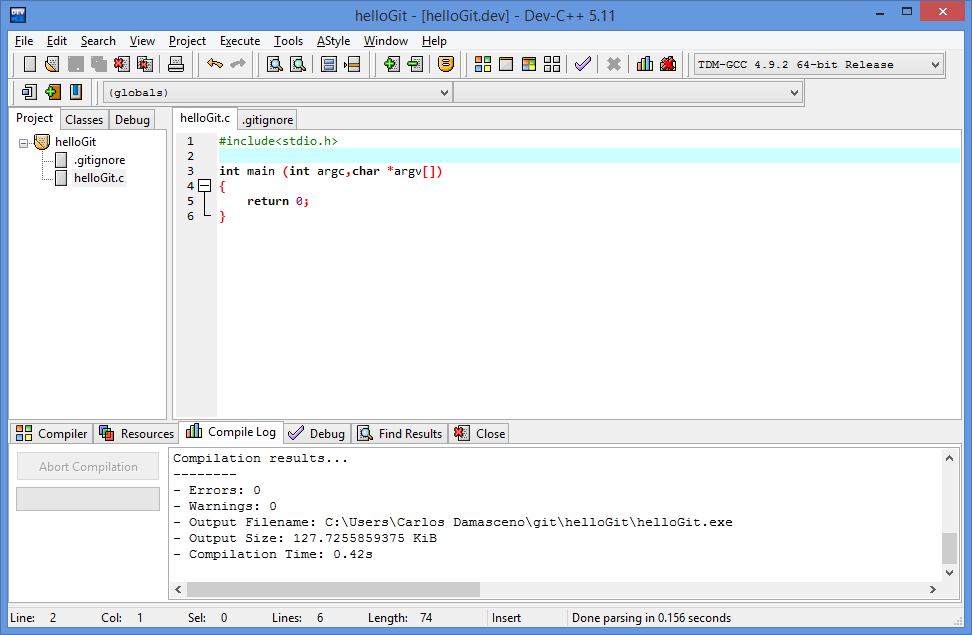 helloGit - [helloGit.dev] - Dev-C++ 5.11
File Edit Search View Project Execute Tools AStyle Window Help
TDM-GCC 4.9.2 64-bit Release
(globals)
Project Classes Debug
helloGit
.gitignore
helloGit.c
helloGit.c .gitignore
1 #include<stdio.h>
2
3 int main (int argc,char *argv[])
4 {
5 return 0;
6 }
Compiler Resources Compile Log Debug Find Results Close
Abort Compilation
Compilation results...
--------
- Errors: 0
- Warnings: 0
- Output Filename: C:\Users\Carlos Damasceno\git\helloGit\helloGit.exe
- Output Size: 127.7255859375 KiB
- Compilation Time: 0.42s
Line: 2 Col: 1 Sel: 0 Lines: 6 Length: 74 Insert Done parsing in 0.156 seconds